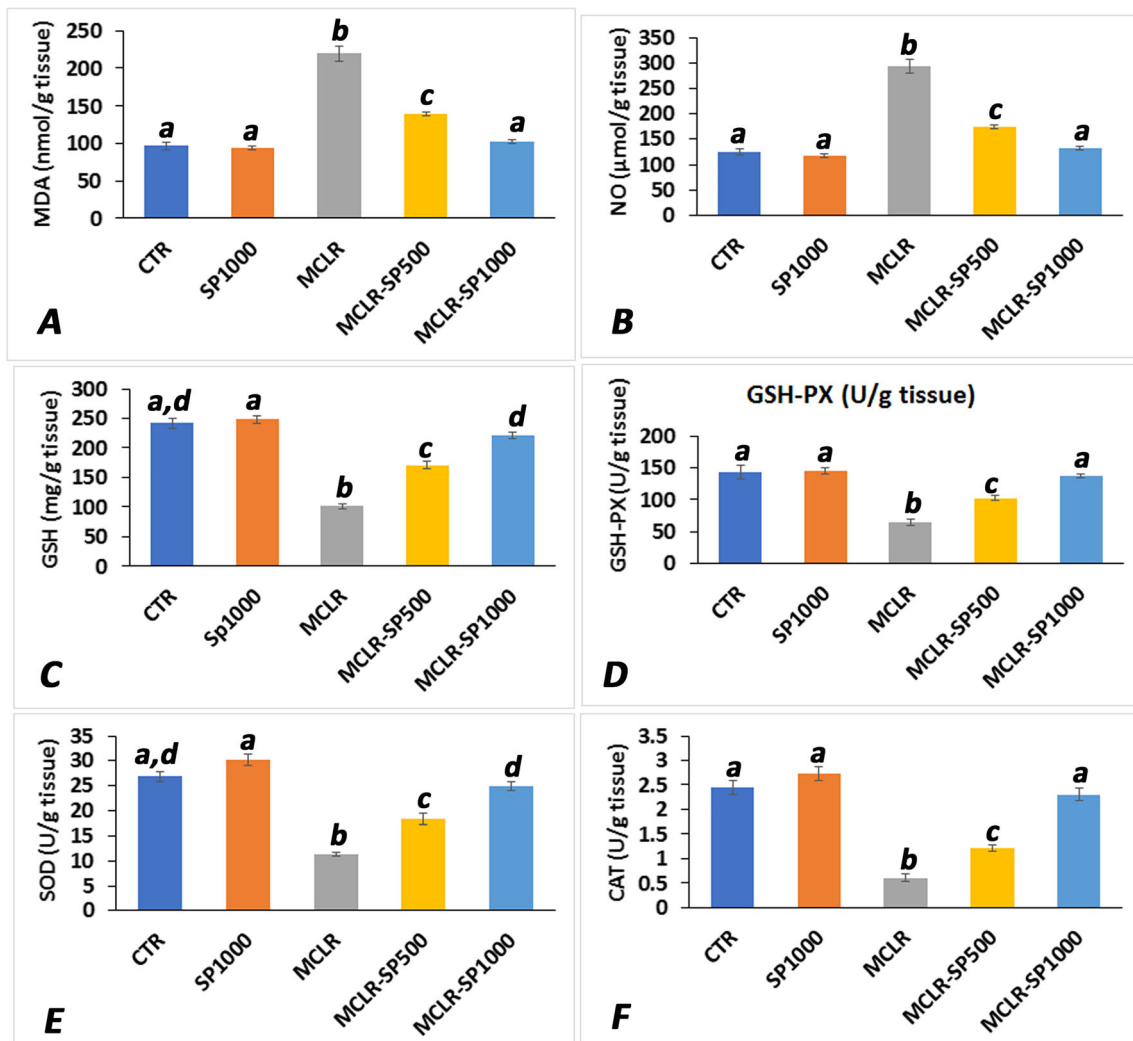 MDA (nmol/g tissue)
250
200
150
100
50
0
a
a
b
c
a
CTR
SP1000
MCLR
MCLR-SP500
MCLR-SP1000
A
NO (µmol/g tissue)
350
300
250
200
150
100
50
0
a
a
b
c
a
CTR
SP1000
MCLR
MCLR-SP500
MCLR-SP1000
B
GSH (mg/g tissue)
300
250
200
150
100
50
0
a,d
a
b
c
d
CTR
Sp1000
MCLR
MCLR-SP500
MCLR-SP1000
C
GSH-PX (U/g tissue)
GSH-PX (U/g tissue)
200
150
100
50
0
a
a
b
c
a
CTR
SP1000
MCLR
MCLR-SP500
MCLR-SP1000
D
SOD (U/g tissue)
35
30
25
20
15
10
5
0
a,d
a
b
c
d
CTR
SP1000
MCLR
MCLR-SP500
MCLR-SP1000
E
CAT (U/g tissue)
3.5
3
2.5
2
1.5
1
0.5
0
a
a
b
c
a
CTR
SP1000
MCLR
MCLR-SP500
MCLR-SP1000
F